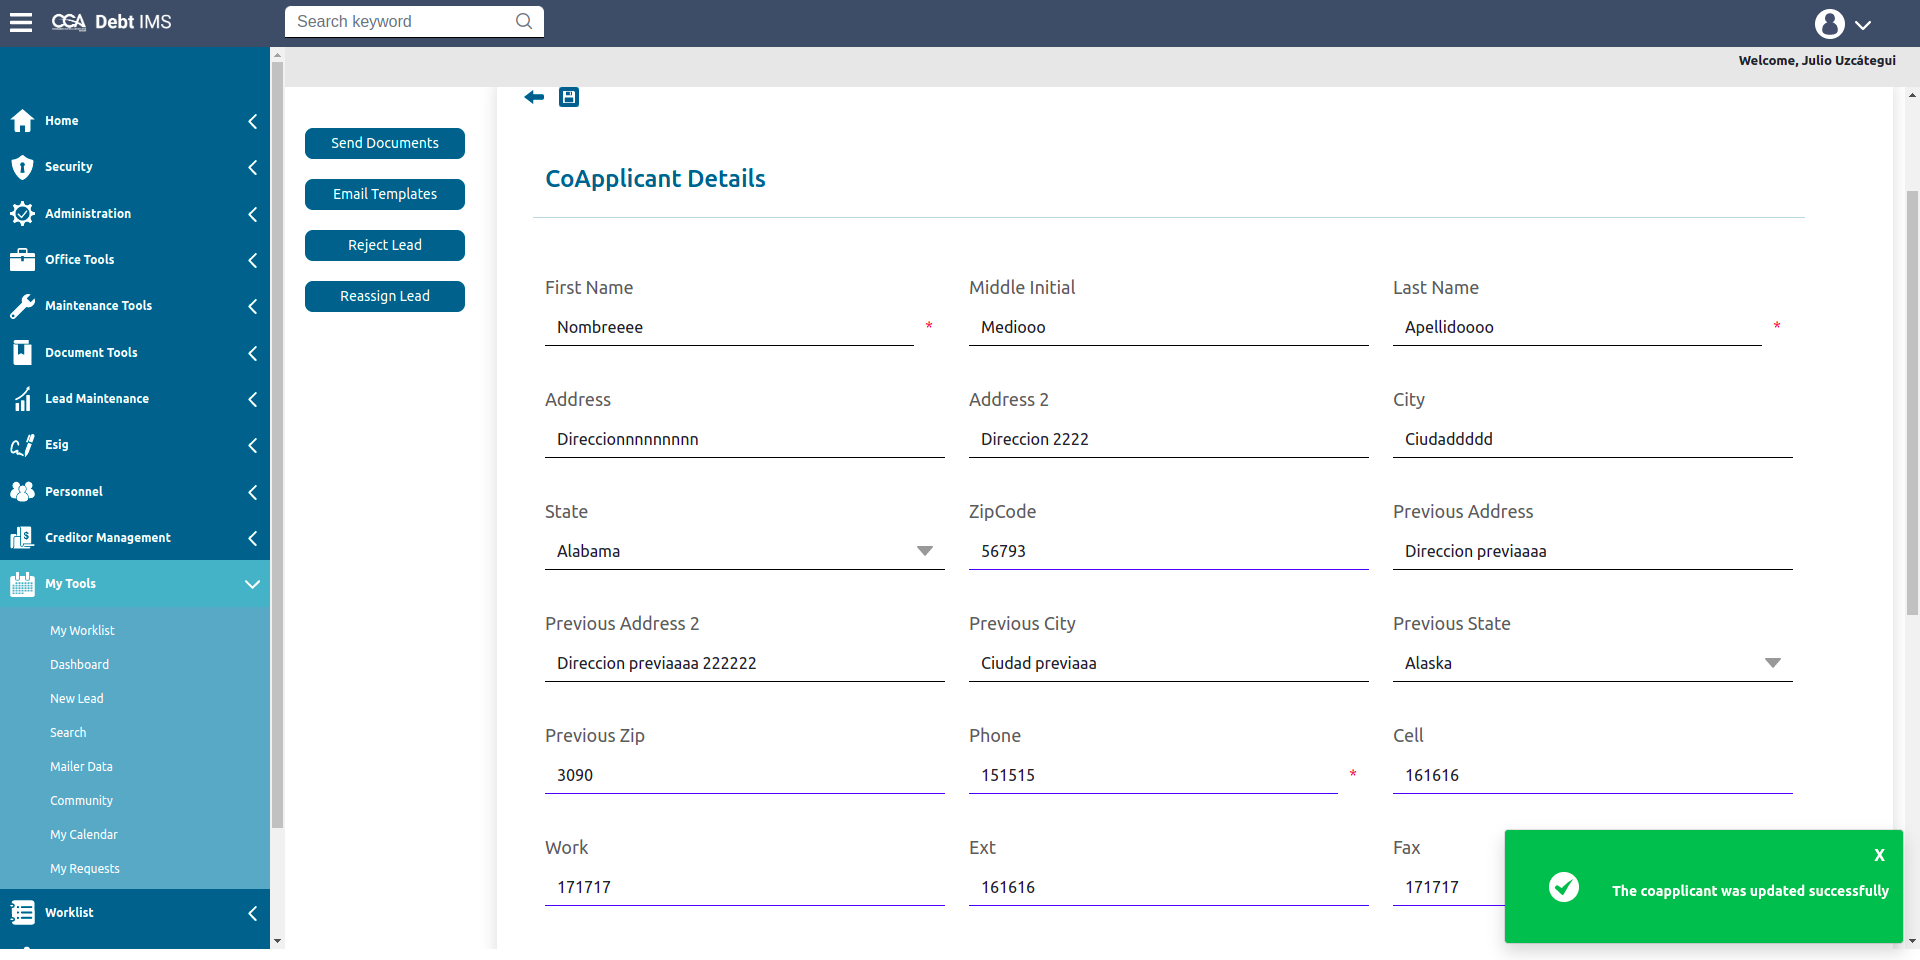 CGA Debt IMS
Search keyword
Welcome, Julio Uzcátegui
Home
Security
Administration
Office Tools
Maintenance Tools
Document Tools
Lead Maintenance
Esig
Personnel
Creditor Management
My Tools
My Worklist
Dashboard
New Lead
Search
Mailer Data
Community
My Calendar
My Requests
Worklist
Send Documents
Email Templates
Reject Lead
Reassign Lead
CoApplicant Details
First Name
Nombreeee *
Middle Initial
Mediooo
Last Name
Apellidoooo *
Address
Direccionnnnnnnnn
Address 2
Direccion 2222
City
Ciudaddddd
State
Alabama
ZipCode
56793
Previous Address
Direccion previaaaa
Previous Address 2
Direccion previaaaa 222222
Previous City
Ciudad previaaa
Previous State
Alaska
Previous Zip
3090
Phone
151515 *
Cell
161616
Work
171717
Ext
161616
Fax
171717
X
The coapplicant was updated successfully